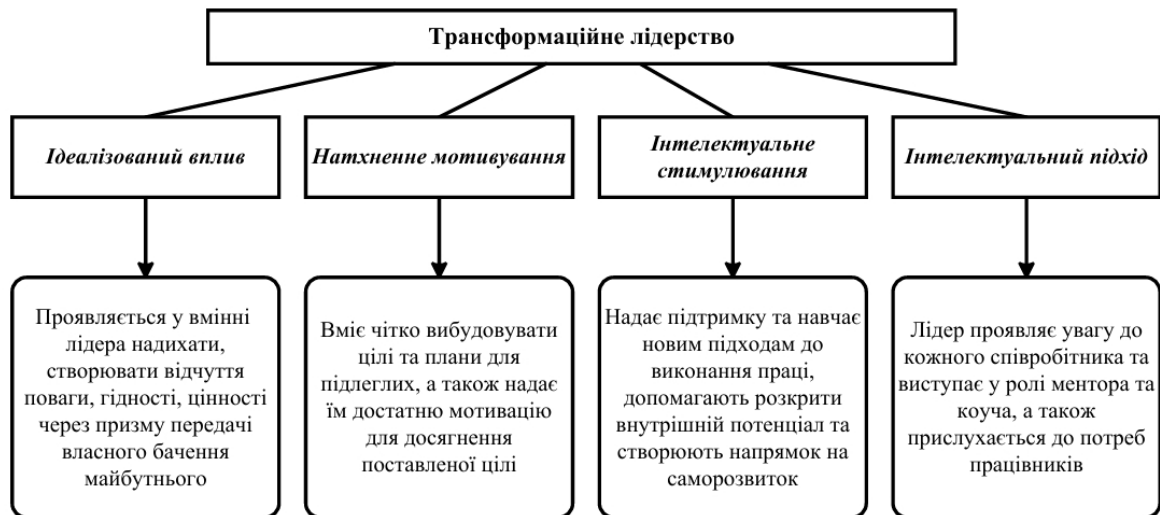 Трансформаційне лідерство
Ідеалізований вплив
Натхненне мотивування
Інтелектуальне
стимулювання
Інтелектуальний підхід
Проявляється у вмінні
лідера надихати,
створювати відчуття
поваги, гідності, цінності
через призму передачі
власного бачення
майбутнього
Вміє чітко вибудовувати
цілі та плани для
підлеглих, а також надає
їм достатню мотивацію
для досягнення
поставленої цілі
Надає підтримку та навчає
новим підходам до
виконання праці,
допомагають розкрити
внутрішній потенціал та
створюють напрямок на
саморозвиток
Лідер проявляє увагу до
кожного співробітника та
виступає у ролі ментора та
коуча, а також
прислухається до потреб
працівників